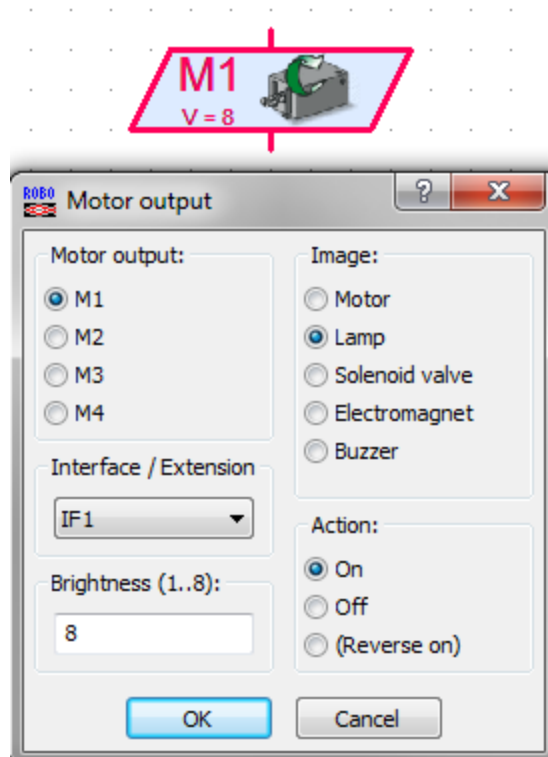 M1
V = 8
ROBO Motor output
Motor output:
M1
M2
M3
M4
Interface / Extension
IF1
Brightness (1..8):
8
Image:
Motor
Lamp
Solenoid valve
Electromagnet
Buzzer
Action:
On
Off
(Reverse on)
OK
Cancel